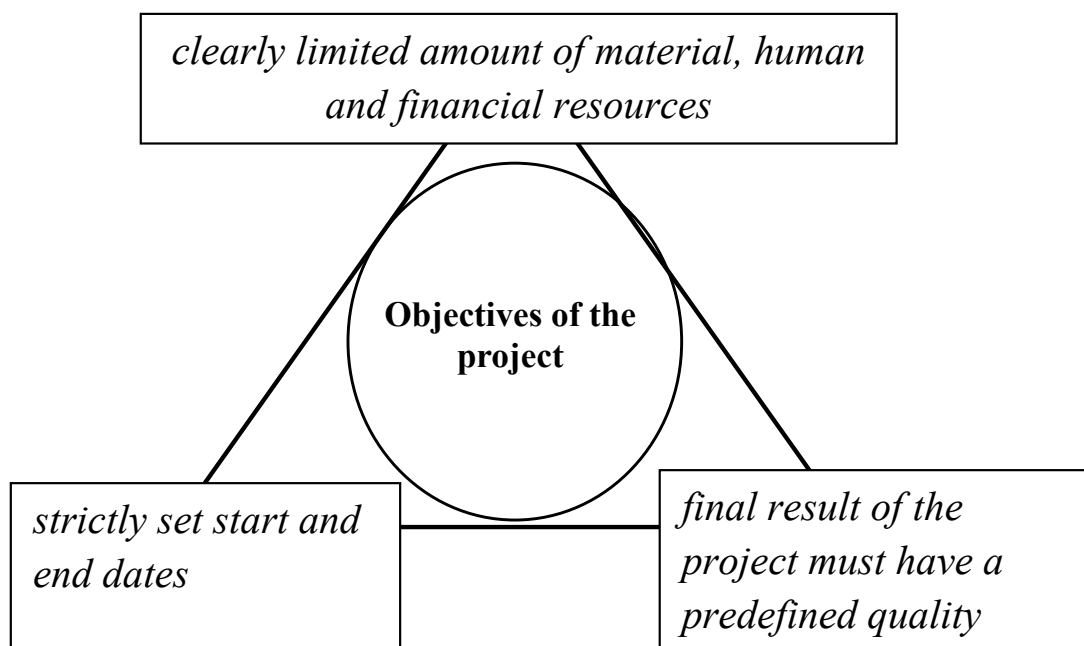 clearly limited amount of material, human
and financial resources
Objectives of the
project
strictly set start and
end dates
final result of the
project must have a
predefined quality